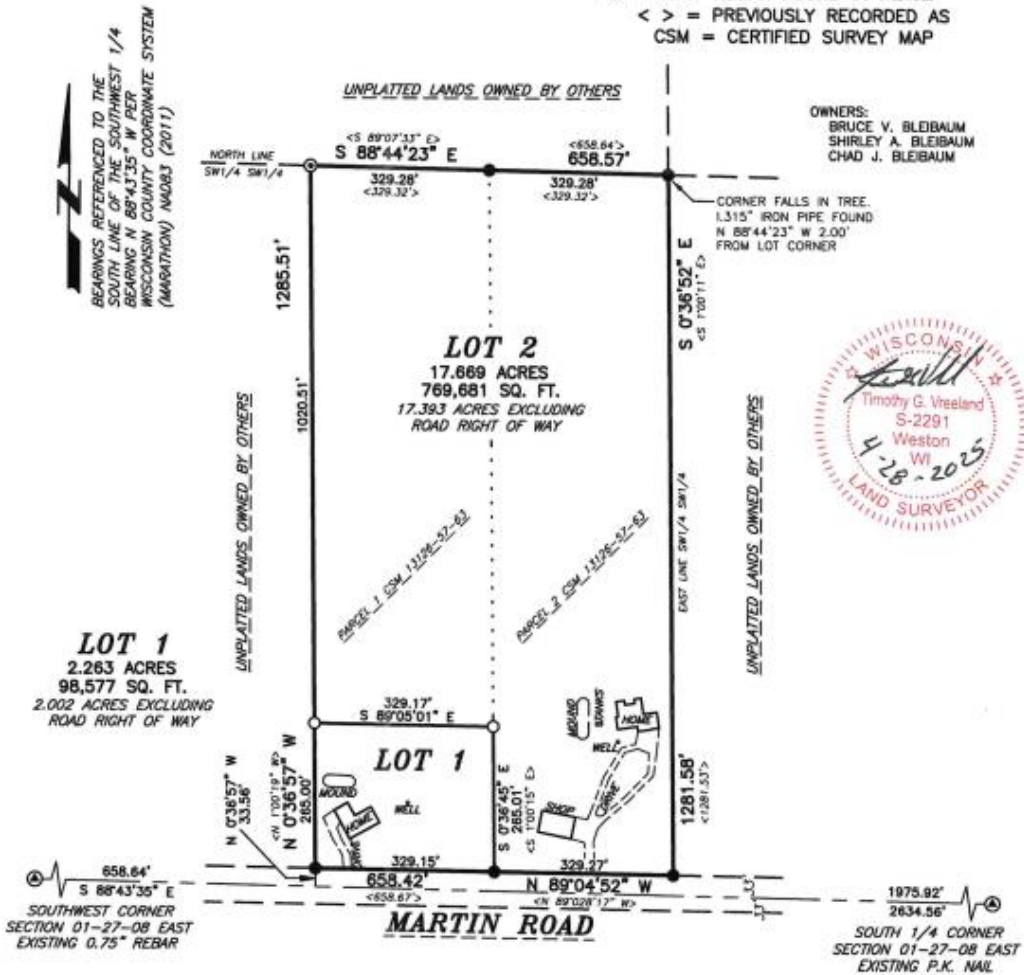 < > = PREVIOUSLY RECORDED AS
CSM = CERTIFIED SURVEY MAP
BEARINGS REFERENCED TO THE
SOUTH LINE OF THE SOUTHWEST 1/4
BEARING N 88°43'35" W PER
WISCONSIN COUNTY COORDINATE SYSTEM
(MARATHON) NAD83 (2011)
UNPLATTED LANDS OWNED BY OTHERS
OWNERS:
BRUCE V. BLEIBAUM
SHIRLEY A. BLEIBAUM
CHAD J. BLEIBAUM
NORTH LINE
SW1/4 SW1/4
<S 89°07'33" E>
S 88°44'23" E
<658.64'>
658.57'
329.28'
<329.32'>
329.28'
<329.32'>
CORNER FALLS IN TREE.
1.315" IRON PIPE FOUND
N 88°44'23" W 2.00'
FROM LOT CORNER
1285.51'
1020.51'
S 0°36'52" E
<S 1°00'11" E>
LOT 2
17.669 ACRES
769,681 SQ. FT.
17.393 ACRES EXCLUDING
ROAD RIGHT OF WAY
WISCONSIN
Timothy G. Vreeland
S-2291
Weston
WI
4-28-2025
LAND SURVEYOR
UNPLATTED LANDS OWNED BY OTHERS
EAST LINE SW1/4 SW1/4
UNPLATTED LANDS OWNED BY OTHERS
PARCEL 1 CSM 13126-57-63
PARCEL 2 CSM 13126-57-63
LOT 1
2.263 ACRES
98,577 SQ. FT.
2.002 ACRES EXCLUDING
ROAD RIGHT OF WAY
329.17'
S 89°05'01" E
LOT 1
MOUND
HOME
WELL
DRIVE
MOUND
TANKS
HOME
WELL
DRIVE
SHOP
N 0°36'57" W
33.56'
<N 1°00'19" W>
N 0°36'57" W
265.00'
S 0°36'45" E
265.01'
<S 1°00'15" E>
1281.58'
<1281.53'>
329.15'
329.27'
658.42'
N 89°04'52" W
<658.67'>
<N 89°028'17" W>
33'
658.64'
S 88°43'35" E
SOUTHWEST CORNER
SECTION 01-27-08 EAST
EXISTING 0.75" REBAR
MARTIN ROAD
1975.92'
2634.56'
SOUTH 1/4 CORNER
SECTION 01-27-08 EAST
EXISTING P.K. NAIL